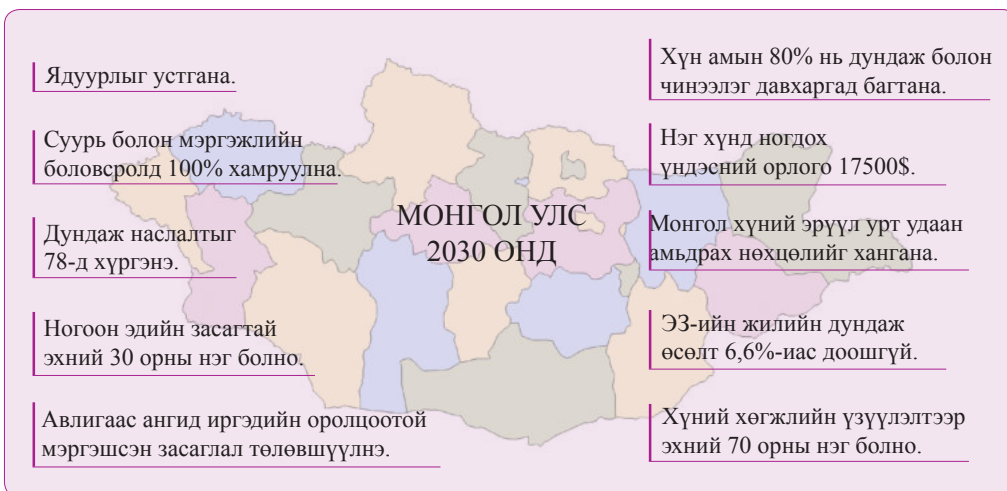 Ядуурлыг устгана.
Суурь болон мэргэжлийн
боловсролд 100% хамруулна.
Дундаж наслалтыг
78-д хүргэнэ.
Ногоон эдийн засагтай
эхний 30 орны нэг болно.
Авлигаас ангид иргэдийн оролцоотой
мэргэшсэн засаглал төлөвшүүлнэ.
МОНГОЛ УЛС
2030 ОНД
Хүн амын 80% нь дундаж болон
чинээлэг давхаргад багтана.
Нэг хүнд ногдох
үндэсний орлого 17500$.
Монгол хүний эрүүл урт удаан
амьдрах нөхцөлийг хангана.
ЭЗ-ийн жилийн дундаж
өсөлт 6,6%-иас доошгүй.
Хүний хөгжлийн үзүүлэлтээр
эхний 70 орны нэг болно.